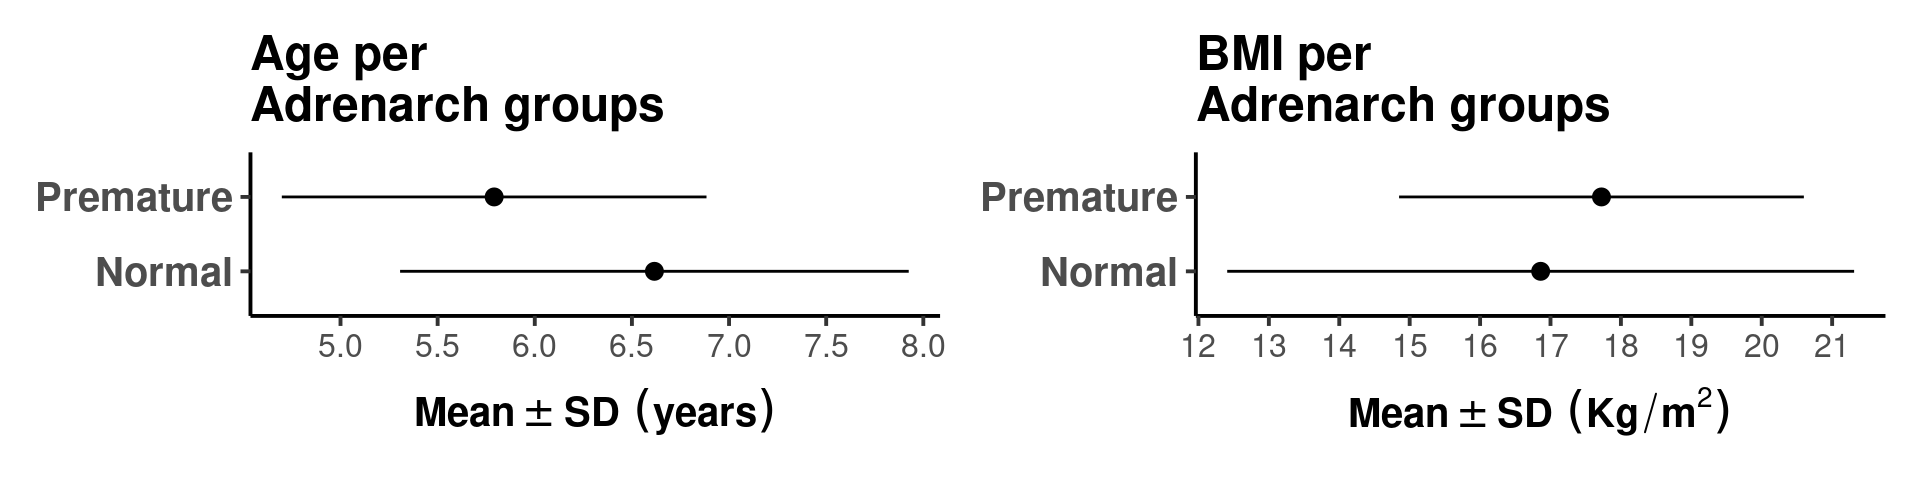 Age per
Adrenarch groups
Premature
Normal
5.0 5.5 6.0 6.5 7.0 7.5 8.0
Mean ± SD (years)
BMI per
Adrenarch groups
Premature
Normal
12 13 14 15 16 17 18 19 20 21
Mean ± SD (Kg/m²)